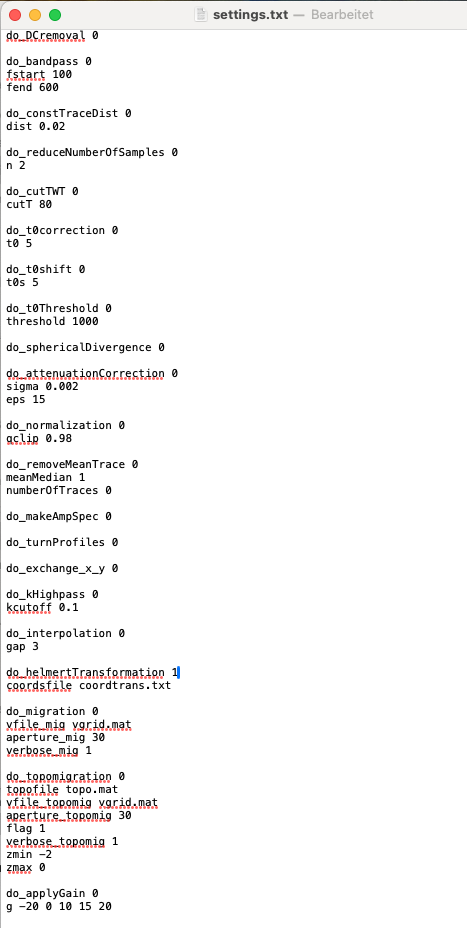 settings.txt — Bearbeitet
do_DCremoval 0
do_bandpass 0
fstart 100
fend 600
do_constTraceDist 0
dist 0.02
do_reduceNumberOfSamples 0
n 2
do_cutTWT 0
cutT 80
do_t0correction 0
t0 5
do_t0shift 0
t0s 5
do_t0Threshold 0
threshold 1000
do_sphericalDivergence 0
do_attenuationCorrection 0
sigma 0.002
eps 15
do_normalization 0
qclip 0.98
do_removeMeanTrace 0
meanMedian 1
numberOfTraces 0
do_makeAmpSpec 0
do_turnProfiles 0
do_exchange_x_y 0
do_kHighpass 0
kcutoff 0.1
do_interpolation 0
gap 3
do_helmertTransformation 1
coordsfile coordtrans.txt
do_migration 0
vfile_mig vgrid.mat
aperture_mig 30
verbose_mig 1
do_topomigration 0
topofile topo.mat
vfile_topomig vgrid.mat
aperture_topomig 30
flag 1
verbose_topomig 1
zmin -2
zmax 0
do_applyGain 0
g -20 0 10 15 20